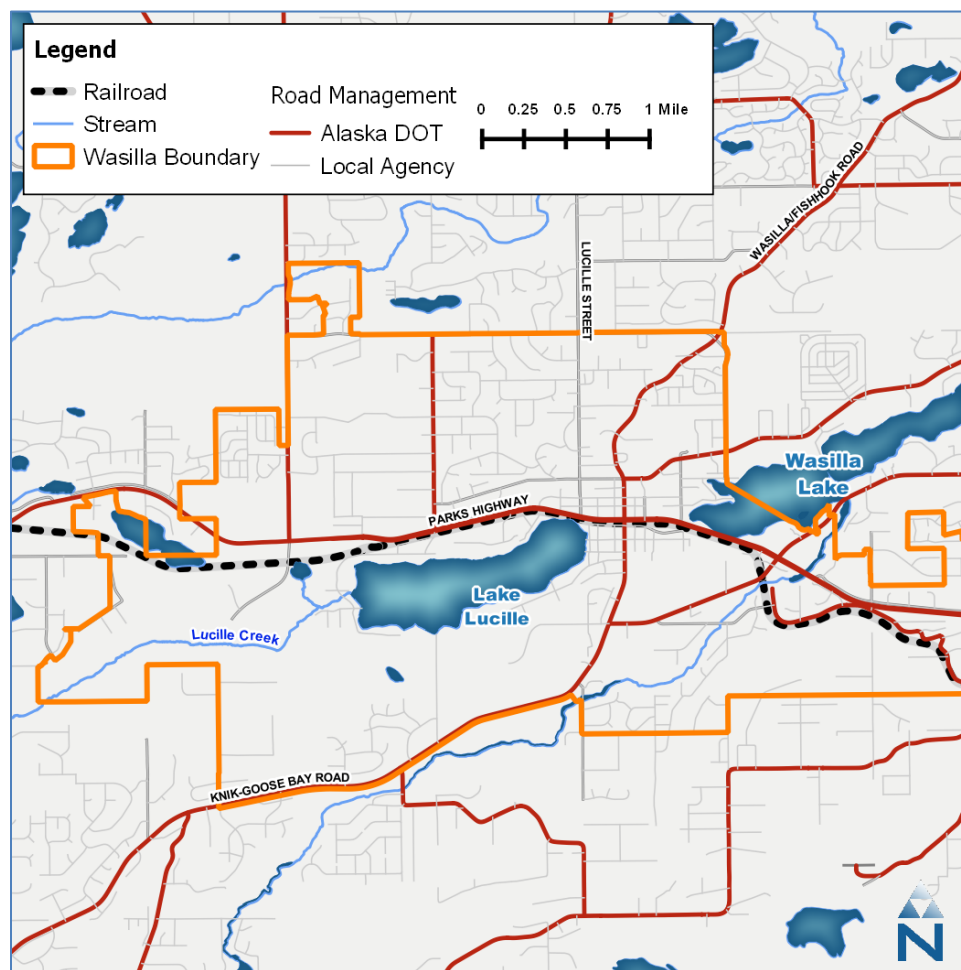 Legend
Railroad
Stream
Wasilla Boundary
Road Management
Alaska DOT
Local Agency
0 0.25 0.5 0.75 1 Mile
WASILLA/FISHHOOK ROAD
LUCILLE STREET
Wasilla
Lake
PARKS HIGHWAY
Lake
Lucille
Lucille Creek
KNIK-GOOSE BAY ROAD
N